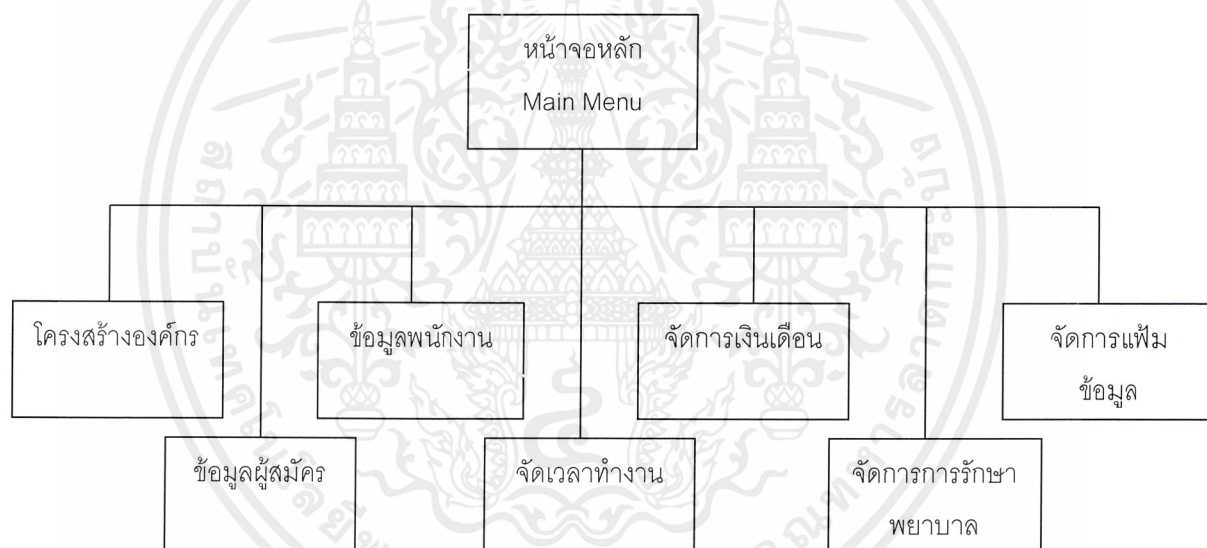 หน้าจอหลัก
Main Menu
โครงสร้างองค์กร
ข้อมูลพนักงาน
จัดการเงินเดือน
จัดการแฟ้ม
ข้อมูล
ข้อมูลผู้สมัคร
จัดเวลาทำงาน
จัดการการรักษา
พยาบาล